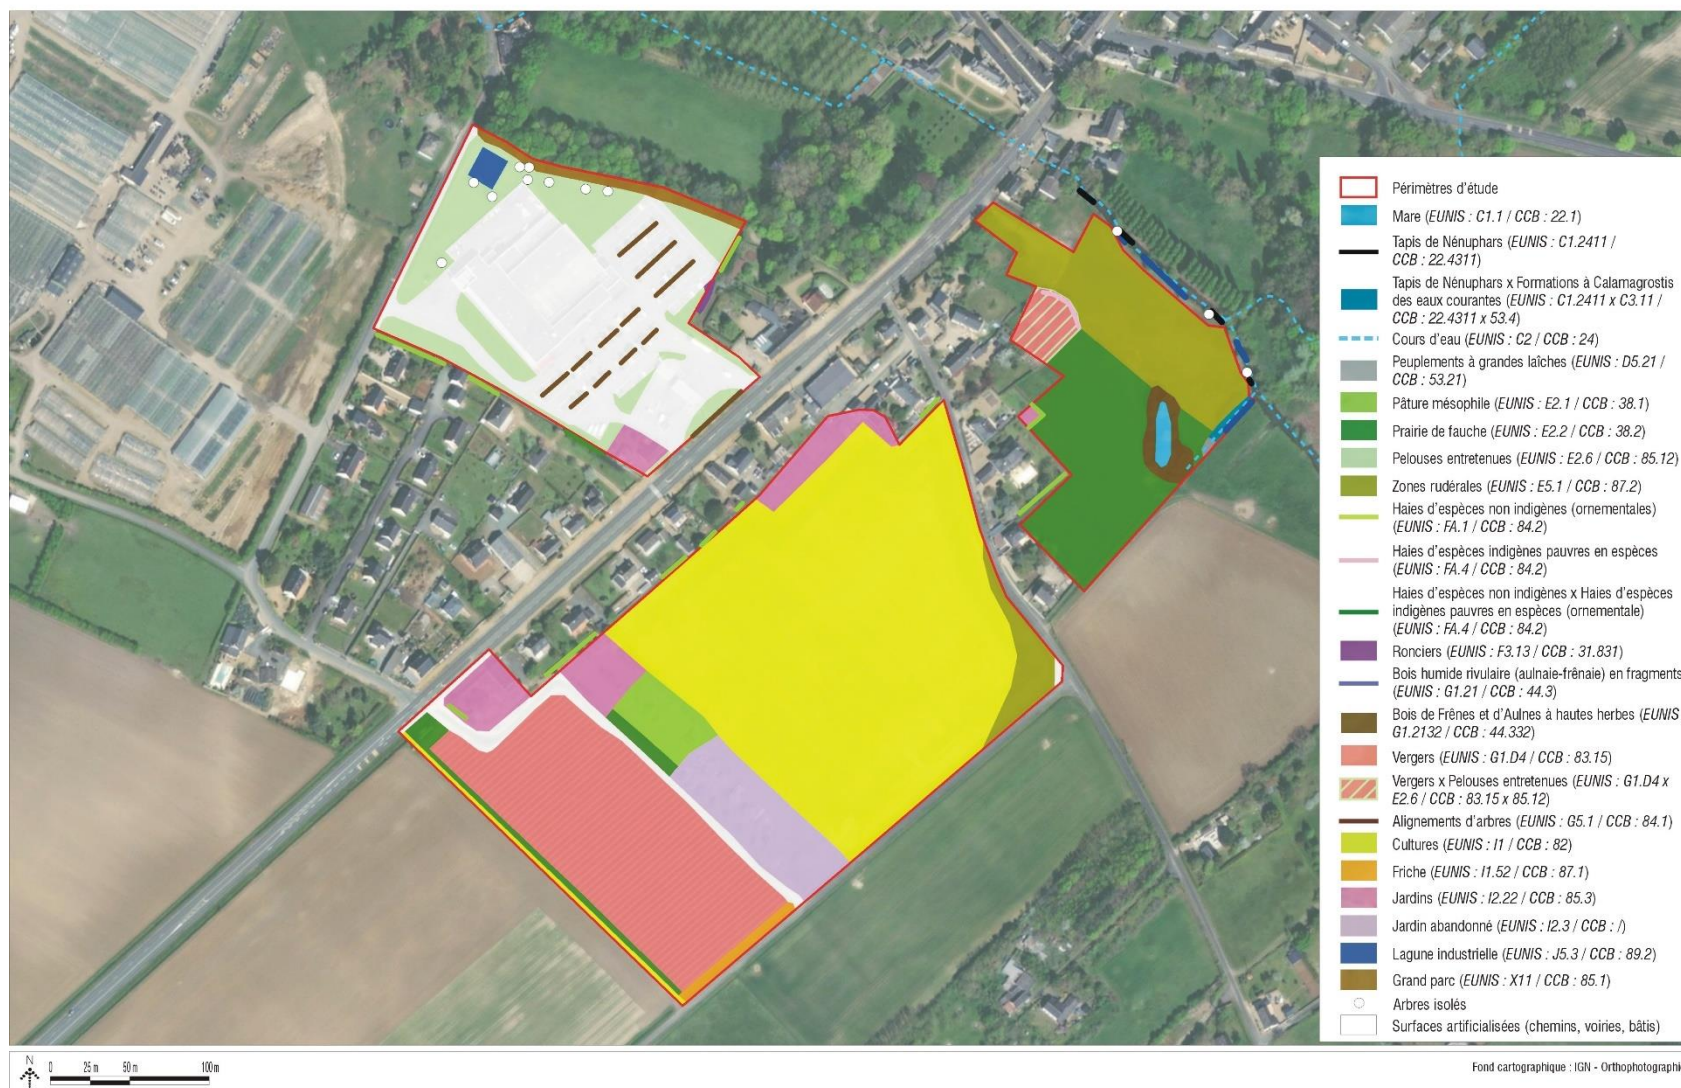 Périmètres d'étude
Mare (EUNIS : C1.1 / CCB : 22.1)
Tapis de Nénuphars (EUNIS : C1.2411 /
CCB : 22.4311)
Tapis de Nénuphars x Formations à Calamagrostis
des eaux courantes (EUNIS : C1.2411 x C3.11 /
CCB : 22.4311 x 53.4)
Cours d'eau (EUNIS : C2 / CCB : 24)
Peuplements à grandes laîches (EUNIS : D5.21 /
CCB : 53.21)
Pâture mésophile (EUNIS : E2.1 / CCB : 38.1)
Prairie de fauche (EUNIS : E2.2 / CCB : 38.2)
Pelouses entretenues (EUNIS : E2.6 / CCB : 85.12)
Zones rudérales (EUNIS : E5.1 / CCB : 87.2)
Haies d'espèces non indigènes (ornementales)
(EUNIS : FA.1 / CCB : 84.2)
Haies d'espèces indigènes pauvres en espèces
(EUNIS : FA.4 / CCB : 84.2)
Haies d'espèces non indigènes x Haies d'espèces
indigènes pauvres en espèces (ornementale)
(EUNIS : FA.4 / CCB : 84.2)
Ronciers (EUNIS : F3.13 / CCB : 31.831)
Bois humide rivulaire (aulnaie-frênaie) en fragments
(EUNIS : G1.21 / CCB : 44.3)
Bois de Frênes et d'Aulnes à hautes herbes (EUNIS
G1.2132 / CCB : 44.332)
Vergers (EUNIS : G1.D4 / CCB : 83.15)
Vergers x Pelouses entretenues (EUNIS : G1.D4 x
E2.6 / CCB : 83.15 x 85.12)
Alignements d'arbres (EUNIS : G5.1 / CCB : 84.1)
Cultures (EUNIS : I1 / CCB : 82)
Friche (EUNIS : I1.52 / CCB : 87.1)
Jardins (EUNIS : I2.22 / CCB : 85.3)
Jardin abandonné (EUNIS : I2.3 / CCB : /)
Lagune industrielle (EUNIS : J5.3 / CCB : 89.2)
Grand parc (EUNIS : X11 / CCB : 85.1)
Arbres isolés
Surfaces artificialisées (chemins, voiries, bâtis)
N
0 25 m 50 m 100 m
Fond cartographique : IGN - Orthophotographi